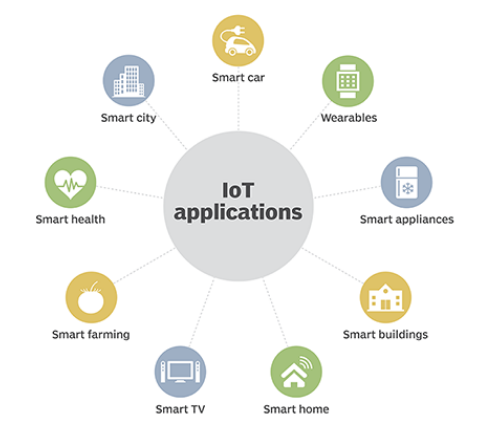 Smart car
Smart city
Wearables
Smart health
IoT
applications
Smart appliances
Smart farming
Smart buildings
Smart TV
Smart home